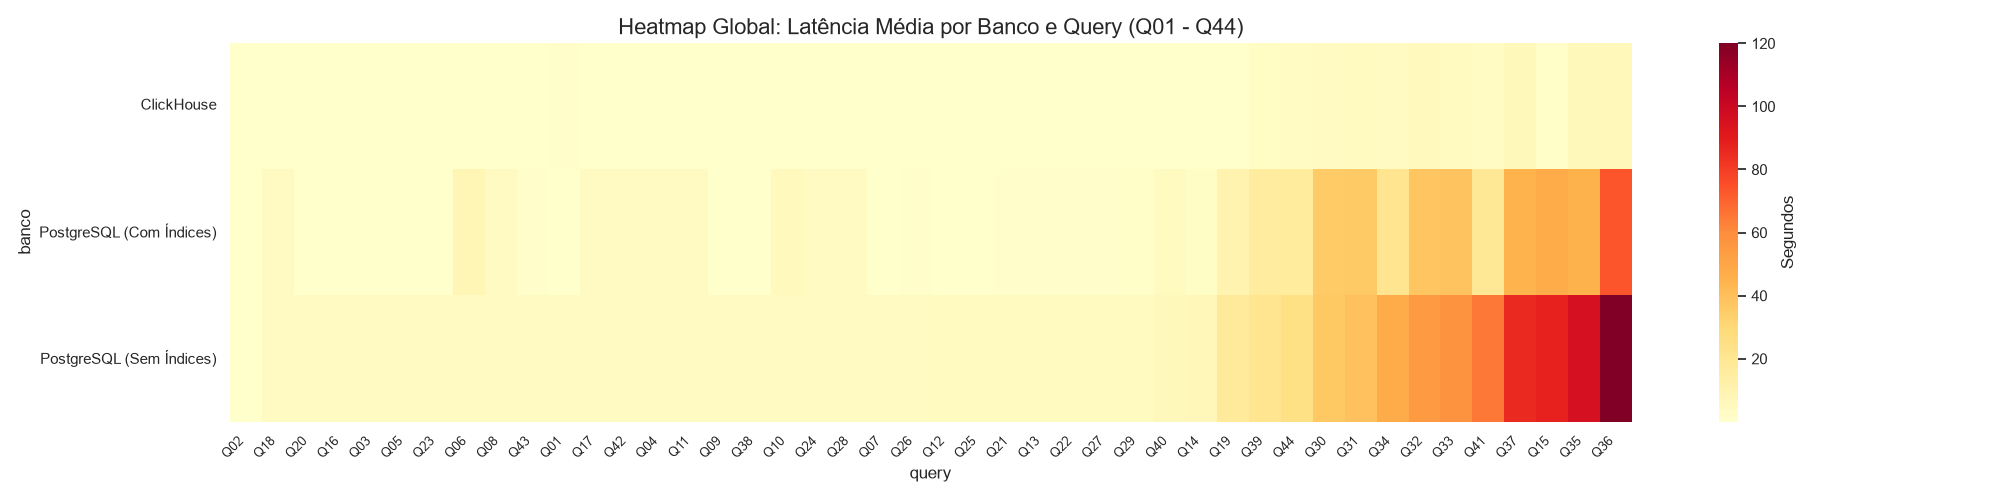 Heatmap Global: Latência Média por Banco e Query (Q01 - Q44)
banco
ClickHouse
PostgreSQL (Com Índices)
PostgreSQL (Sem Índices)
Q02 Q18 Q20 Q16 Q03 Q05 Q23 Q06 Q08 Q43 Q01 Q17 Q42 Q04 Q11 Q09 Q38 Q10 Q24 Q28 Q07 Q26 Q12 Q25 Q21 Q13 Q22 Q27 Q29 Q40 Q14 Q19 Q39 Q44 Q30 Q31 Q34 Q32 Q33 Q41 Q37 Q15 Q35 Q36
query
120
100
80
60
40
20
Segundos